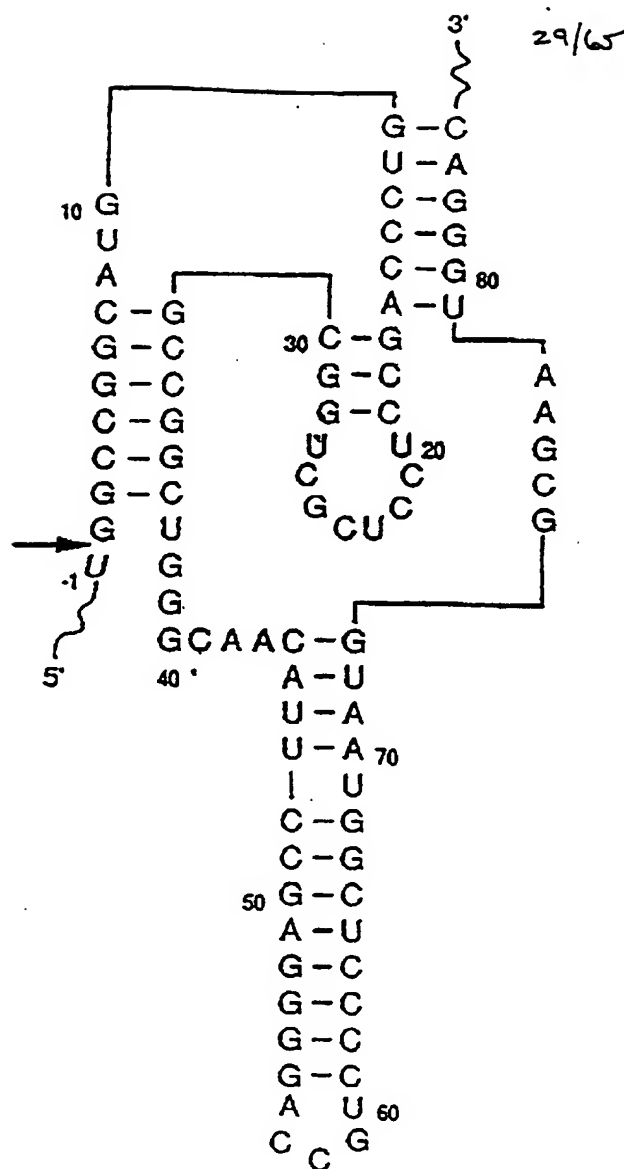 3' 29/65
G – C
U – A
10 G C – G
U C – G
A C – G 80
C – G A – U
G – C 30 C – G
G – C G – C A
C – G G – C A
C – G U U 20 G
G – C C C C
G U G C U C G
-1 U G
G
5' G C A A C – G
40 A – U
U – A
U – A 70
U
C – G
C – G
50 G – C
A – U
G – C
G – C
G – C
G C
A U 60
C C G